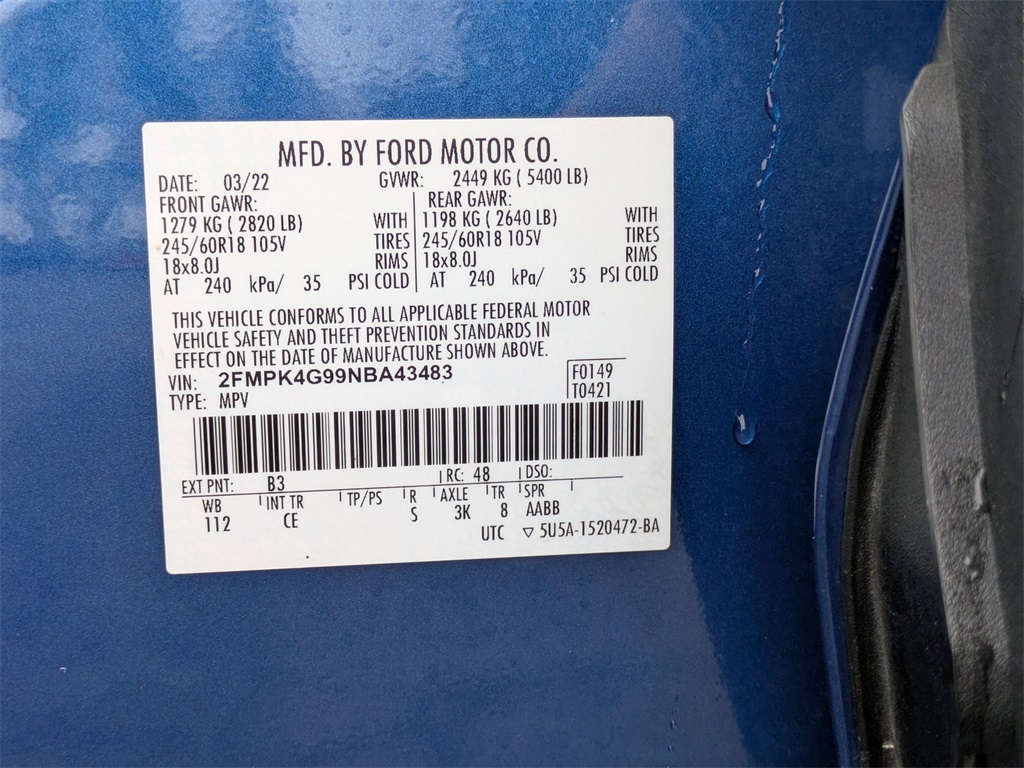 MFD. BY FORD MOTOR CO.
DATE: 03/22 GVWR: 2449 KG ( 5400 LB)
FRONT GAWR: REAR GAWR:
1279 KG ( 2820 LB) WITH 1198 KG ( 2640 LB) WITH
245/60R18 105V TIRES 245/60R18 105V TIRES
18x8.0J RIMS 18x8.0J RIMS
AT 240 kPa/ 35 PSI COLD AT 240 kPa/ 35 PSI COLD
THIS VEHICLE CONFORMS TO ALL APPLICABLE FEDERAL MOTOR
VEHICLE SAFETY AND THEFT PREVENTION STANDARDS IN
EFFECT ON THE DATE OF MANUFACTURE SHOWN ABOVE.
VIN: 2FMPK4G99NBA43483 F0149
TYPE: MPV T0421
EXT PNT: B3 RC: 48 DSO:
WB INT TR TP/PS R AXLE TR SPR
112 CE S 3K 8 AABB
UTC ▽ 5U5A-1520472-BA